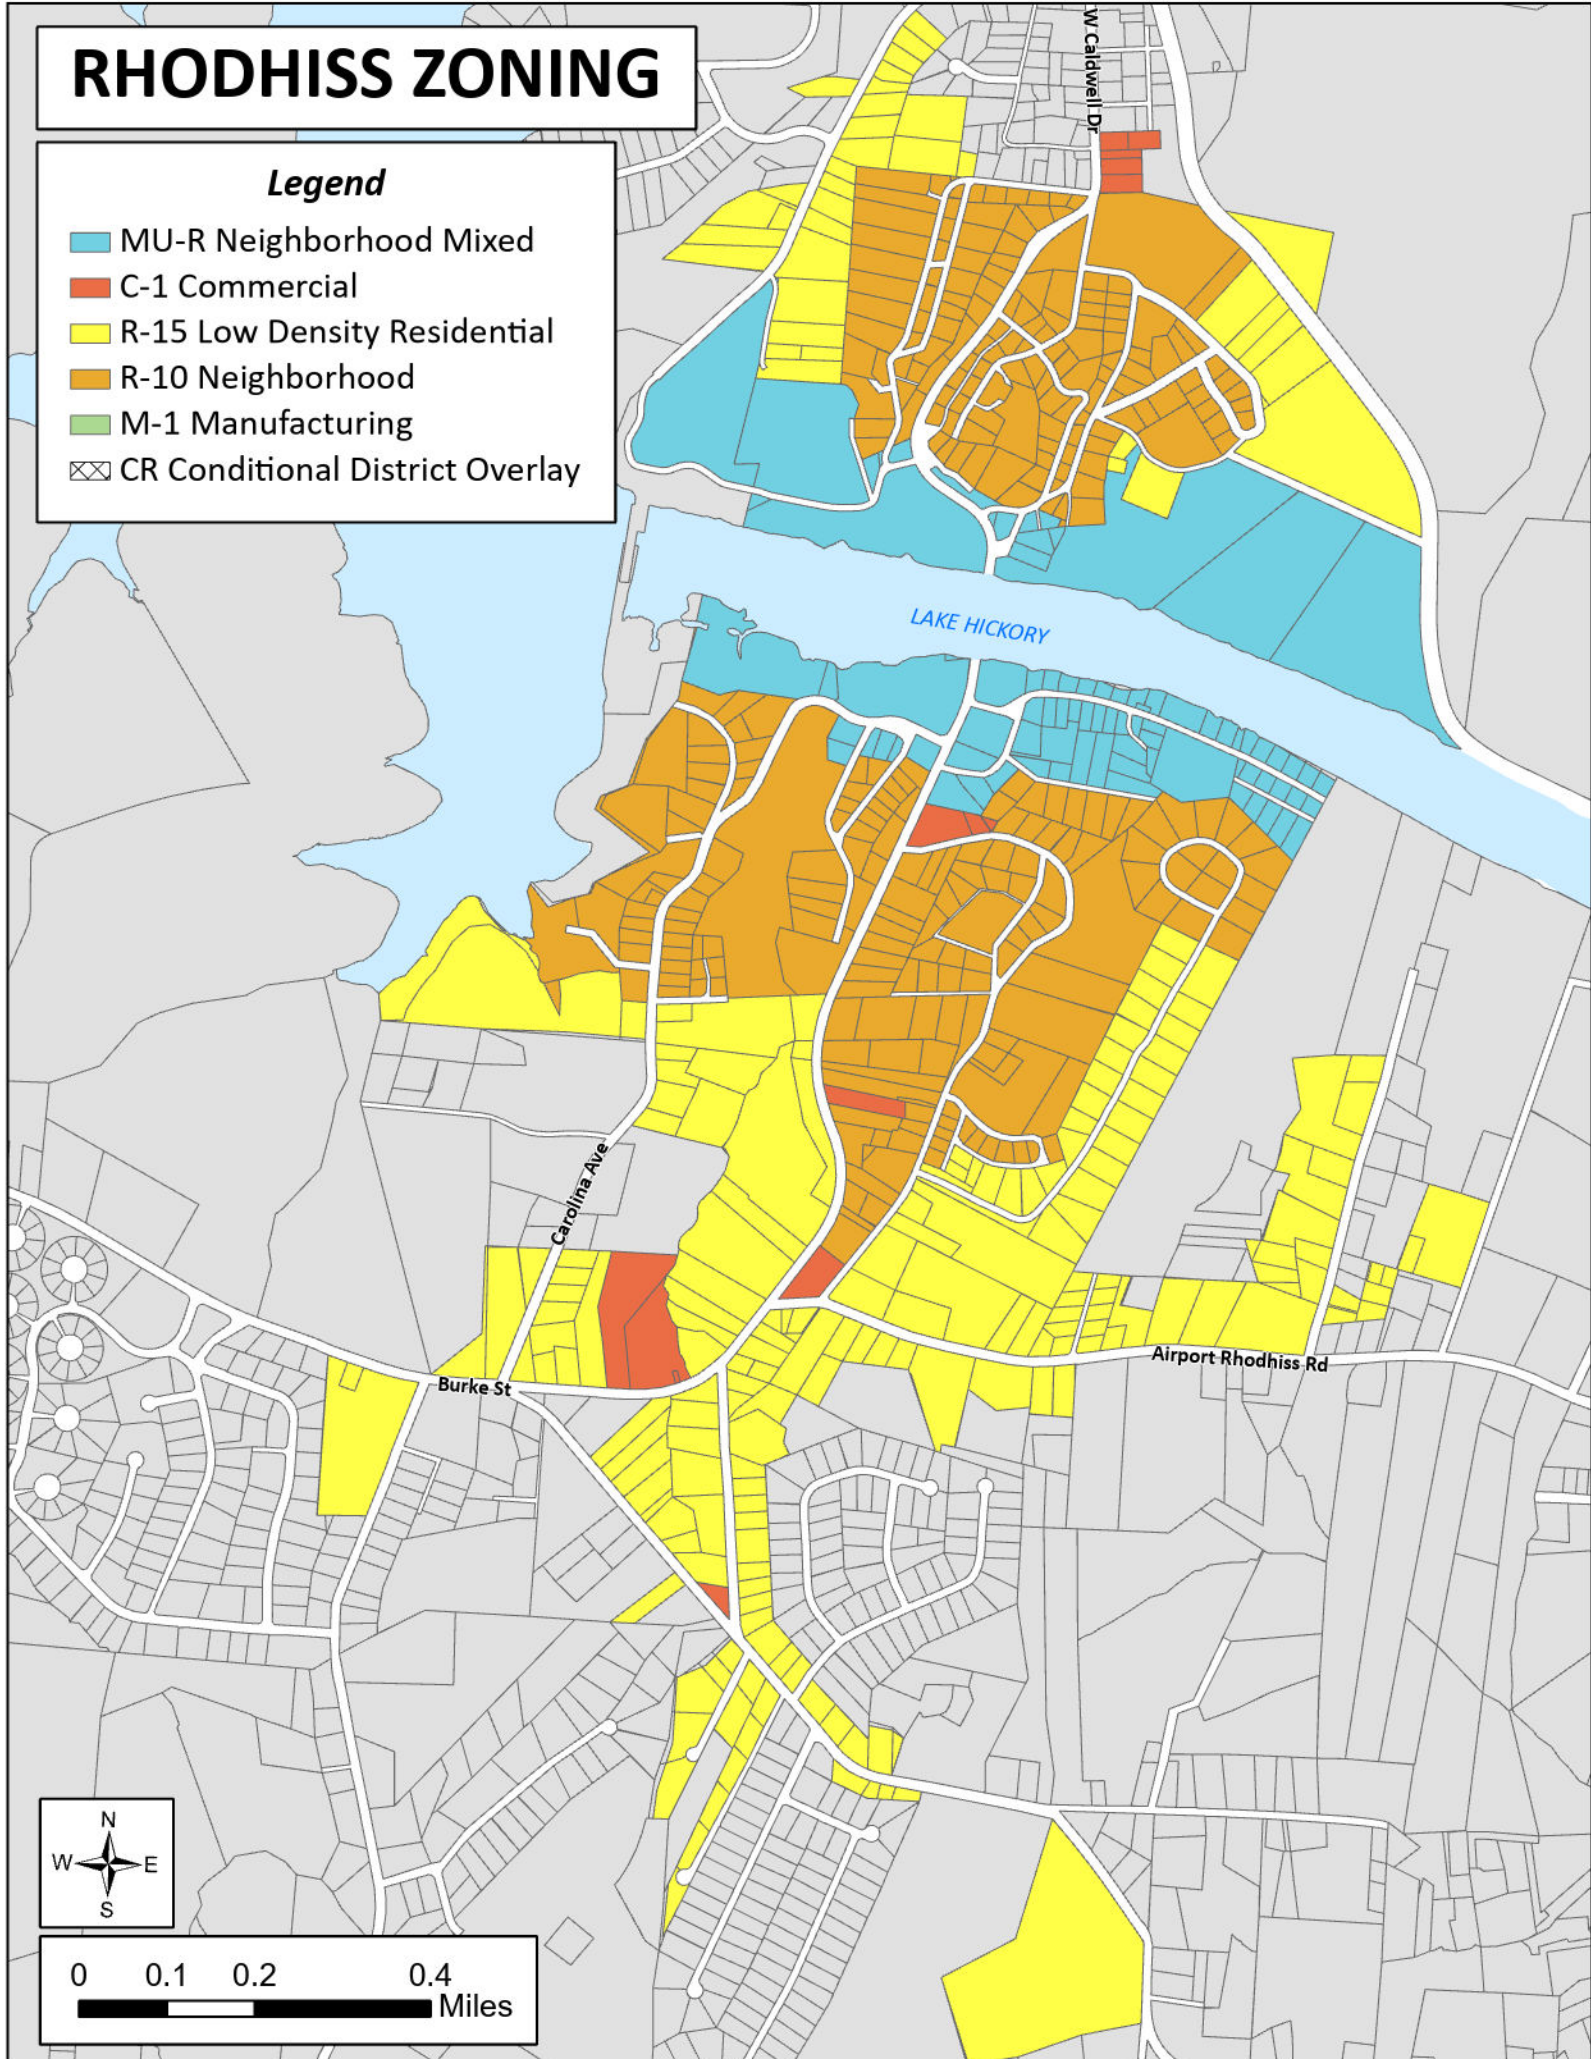 RHODHISS ZONING
Legend
MU-R Neighborhood Mixed
C-1 Commercial
R-15 Low Density Residential
R-10 Neighborhood
M-1 Manufacturing
CR Conditional District Overlay
W Caldwell Dr
LAKE HICKORY
Carolina Ave
Airport Rhodhiss Rd
Burke St
N
W E
S
0 0.1 0.2 0.4
Miles